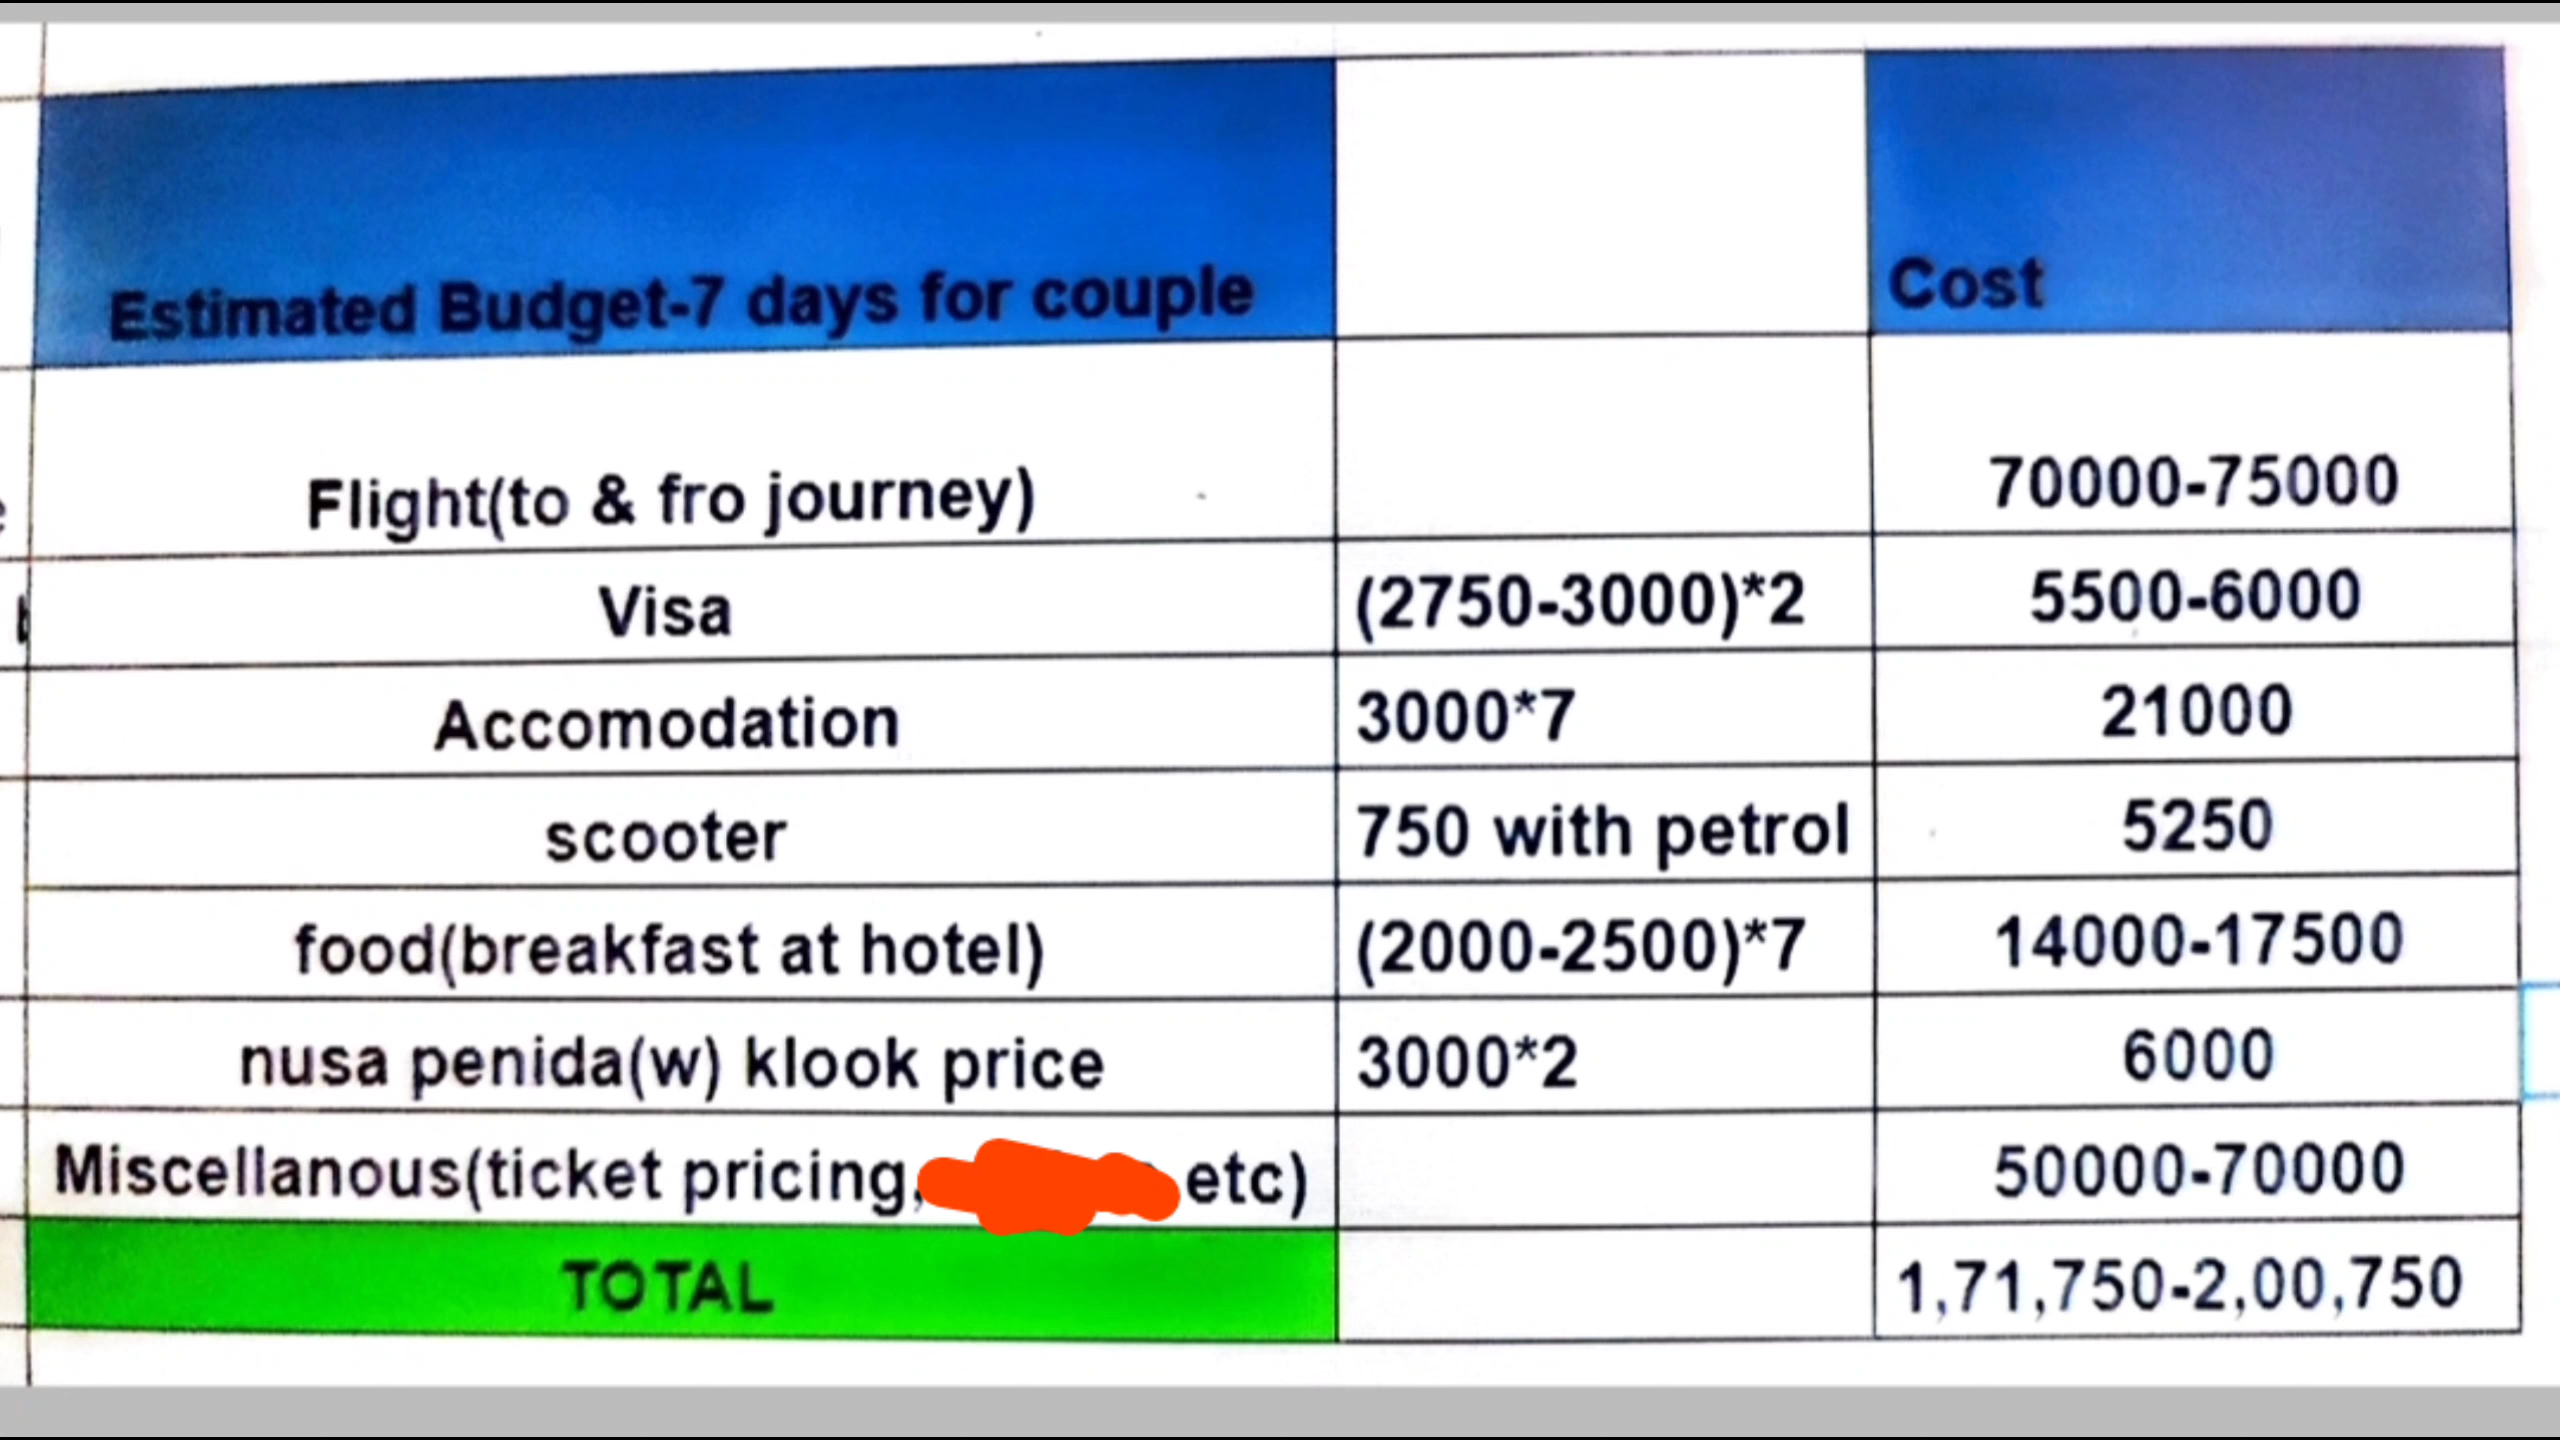 Estimated Budget-7 days for couple Cost
Flight(to & fro journey) 70000-75000
Visa (2750-3000)*2 5500-6000
Accomodation 3000*7 21000
scooter 750 with petrol 5250
food(breakfast at hotel) (2000-2500)*7 14000-17500
nusa penida(w) klook price 3000*2 6000
Miscellanous(ticket pricing, etc) 50000-70000
TOTAL 1,71,750-2,00,750